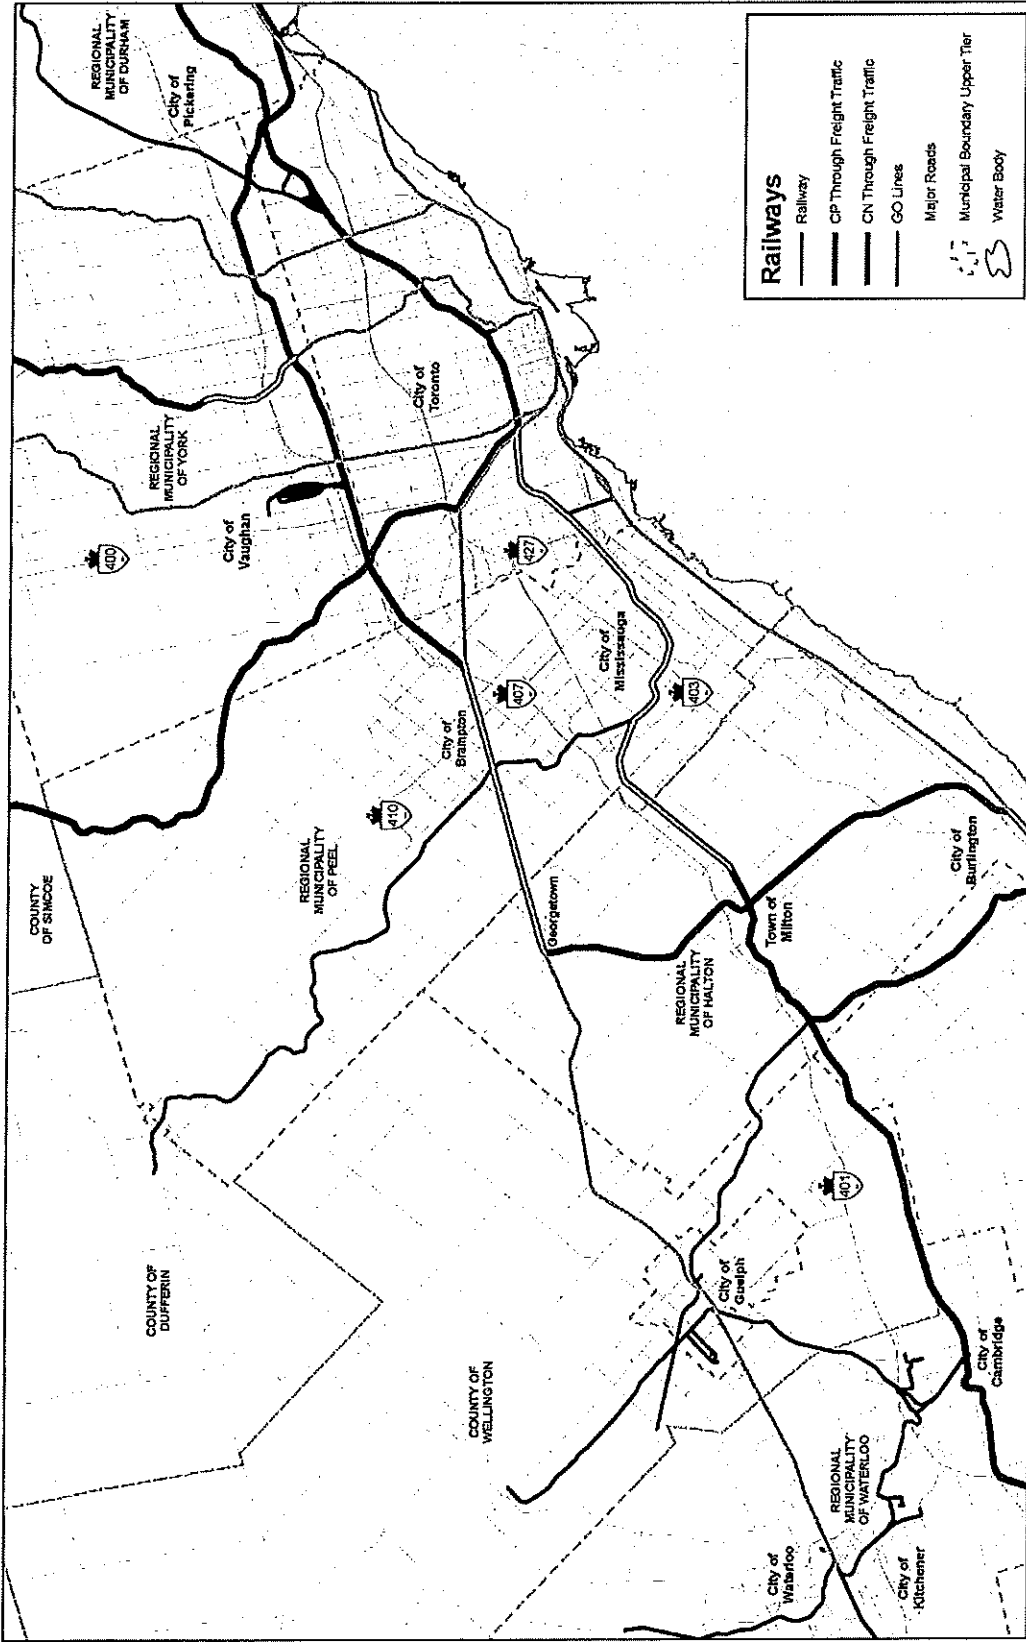 REGIONAL
MUNICIPALITY
OF DURHAM
City of
Pickering
REGIONAL
MUNICIPALITY
OF YORK
City of
Toronto
City of
Vaughan
400
427
City of
Mississauga
407
403
City of
Brampton
410
REGIONAL
MUNICIPALITY
OF PEEL
COUNTY
OF SIMCOE
Georgetown
Town of
Milton
City of
Burlington
REGIONAL
MUNICIPALITY
OF HALTON
401
COUNTY OF
DUFFERIN
City of
Guelph
COUNTY OF
WELLINGTON
City of
Cambridge
REGIONAL
MUNICIPALITY
OF WATERLOO
City of
Waterloo
City of
Kitchener
Railways
Railway
CP Through Freight Traffic
CN Through Freight Traffic
GO Lines
Major Roads
Municipal Boundary Upper Tier
Water Body